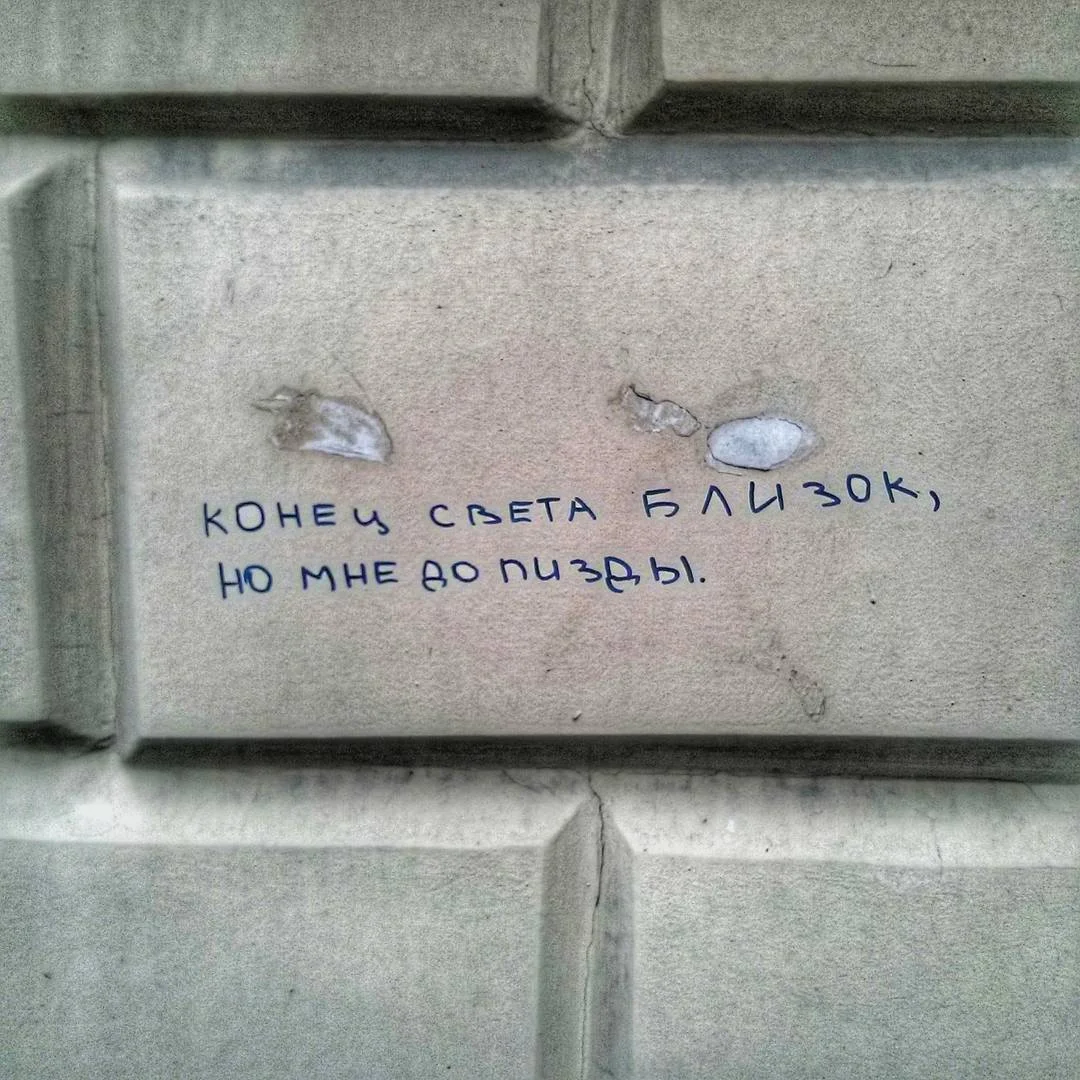 КОНЕЦ СВЕТА БЛИЗОК,
НО МНЕ ДО ПИЗДЫ.